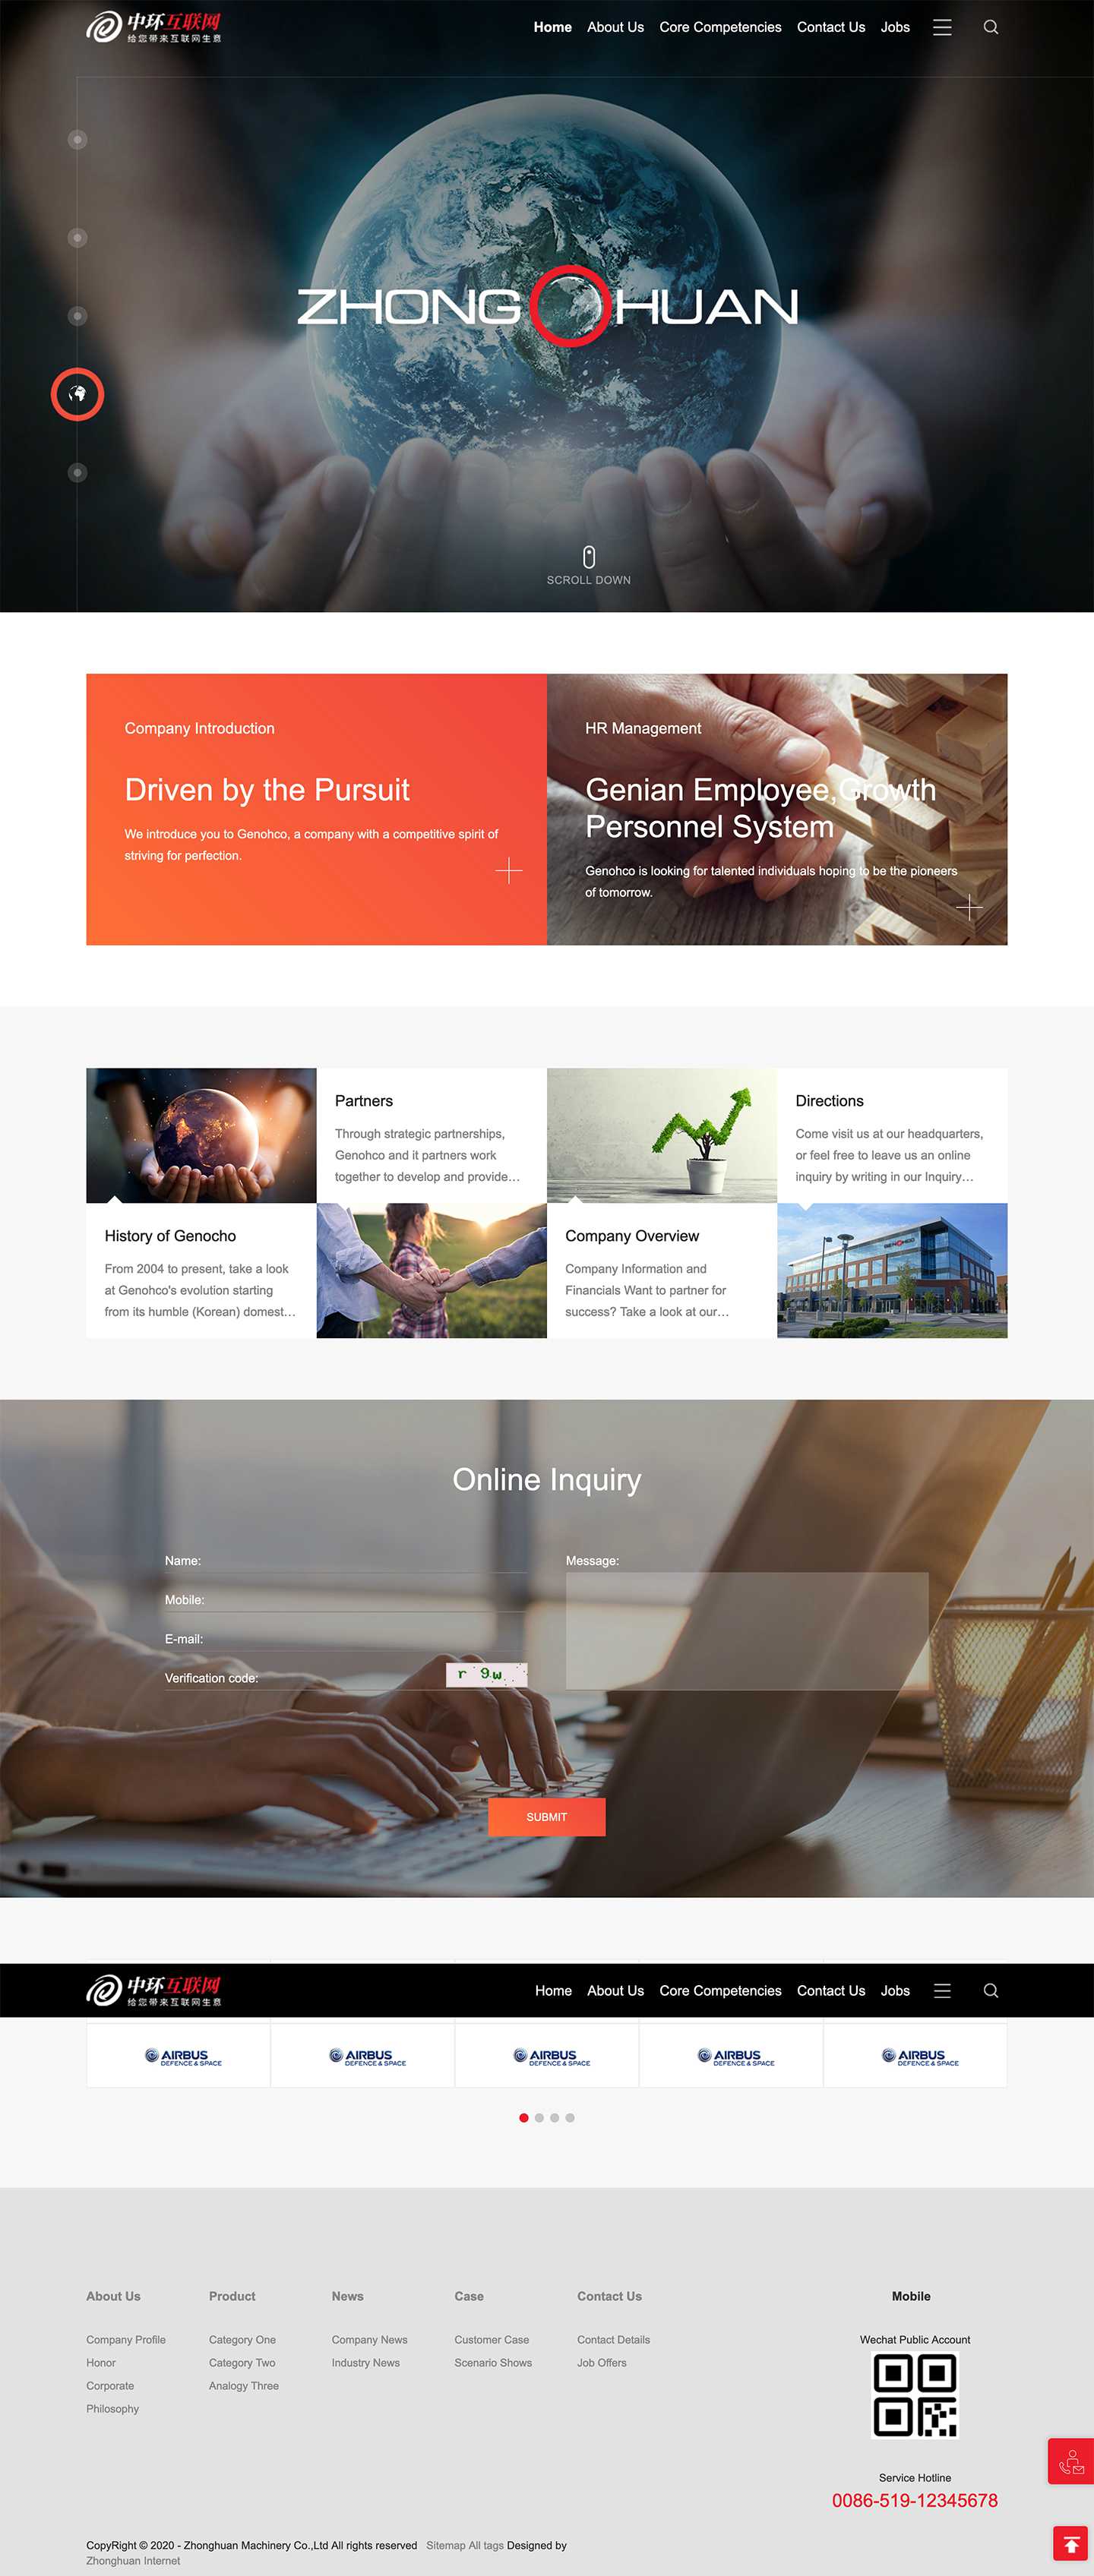 中环互联网
给您带来互联网生意
Home About Us Core Competencies Contact Us Jobs
ZHONG HUAN
SCROLL DOWN
Company Introduction
Driven by the Pursuit
We introduce you to Genohco, a company with a competitive spirit of
striving for perfection.
HR Management
Genian Employee,Growth
Personnel System
Genohco is looking for talented individuals hoping to be the pioneers
of tomorrow.
Partners
Through strategic partnerships,
Genohco and it partners work
together to develop and provide...
Directions
Come visit us at our headquarters,
or feel free to leave us an online
inquiry by writing in our Inquiry...
History of Genocho
From 2004 to present, take a look
at Genohco's evolution starting
from its humble (Korean) domest...
Company Overview
Company Information and
Financials Want to partner for
success? Take a look at our...
Online Inquiry
Name:
Mobile:
E-mail:
Verification code:
r 9w
Message:
SUBMIT
中环互联网
给您带来互联网生意
Home About Us Core Competencies Contact Us Jobs
AIRBUS
DEFENCE & SPACE
AIRBUS
DEFENCE & SPACE
AIRBUS
DEFENCE & SPACE
AIRBUS
DEFENCE & SPACE
AIRBUS
DEFENCE & SPACE
About Us
Company Profile
Honor
Corporate
Philosophy
Product
Category One
Category Two
Analogy Three
News
Company News
Industry News
Case
Customer Case
Scenario Shows
Contact Us
Contact Details
Job Offers
Mobile
Wechat Public Account
Service Hotline
0086-519-12345678
CopyRight © 2020 - Zhonghuan Machinery Co.,Ltd All rights reserved Sitemap All tags Designed by
Zhonghuan Internet